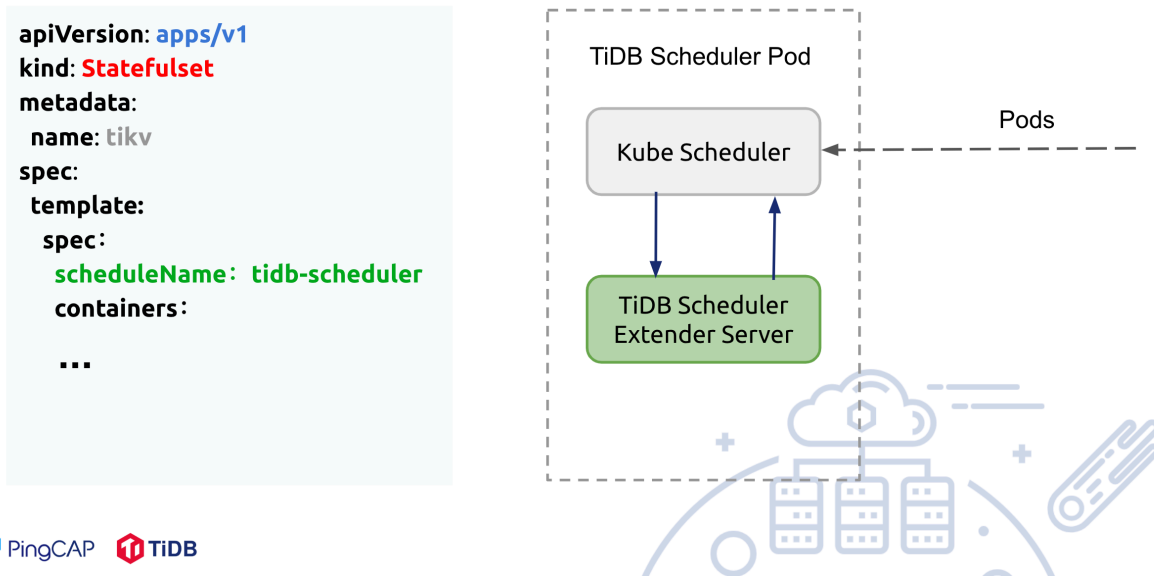 apiVersion: apps/v1
kind: Statefulset
metadata:
name: tikv
spec:
template:
spec:
scheduleName: tidb-scheduler
containers:
...
TiDB Scheduler Pod
Kube Scheduler
TiDB Scheduler
Extender Server
Pods
PingCAP
TiDB